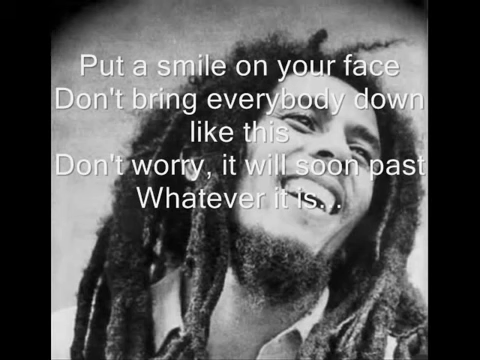 Put a smile on your face
Don't bring everybody down
like this
Don't worry, it will soon past
Whatever it is...